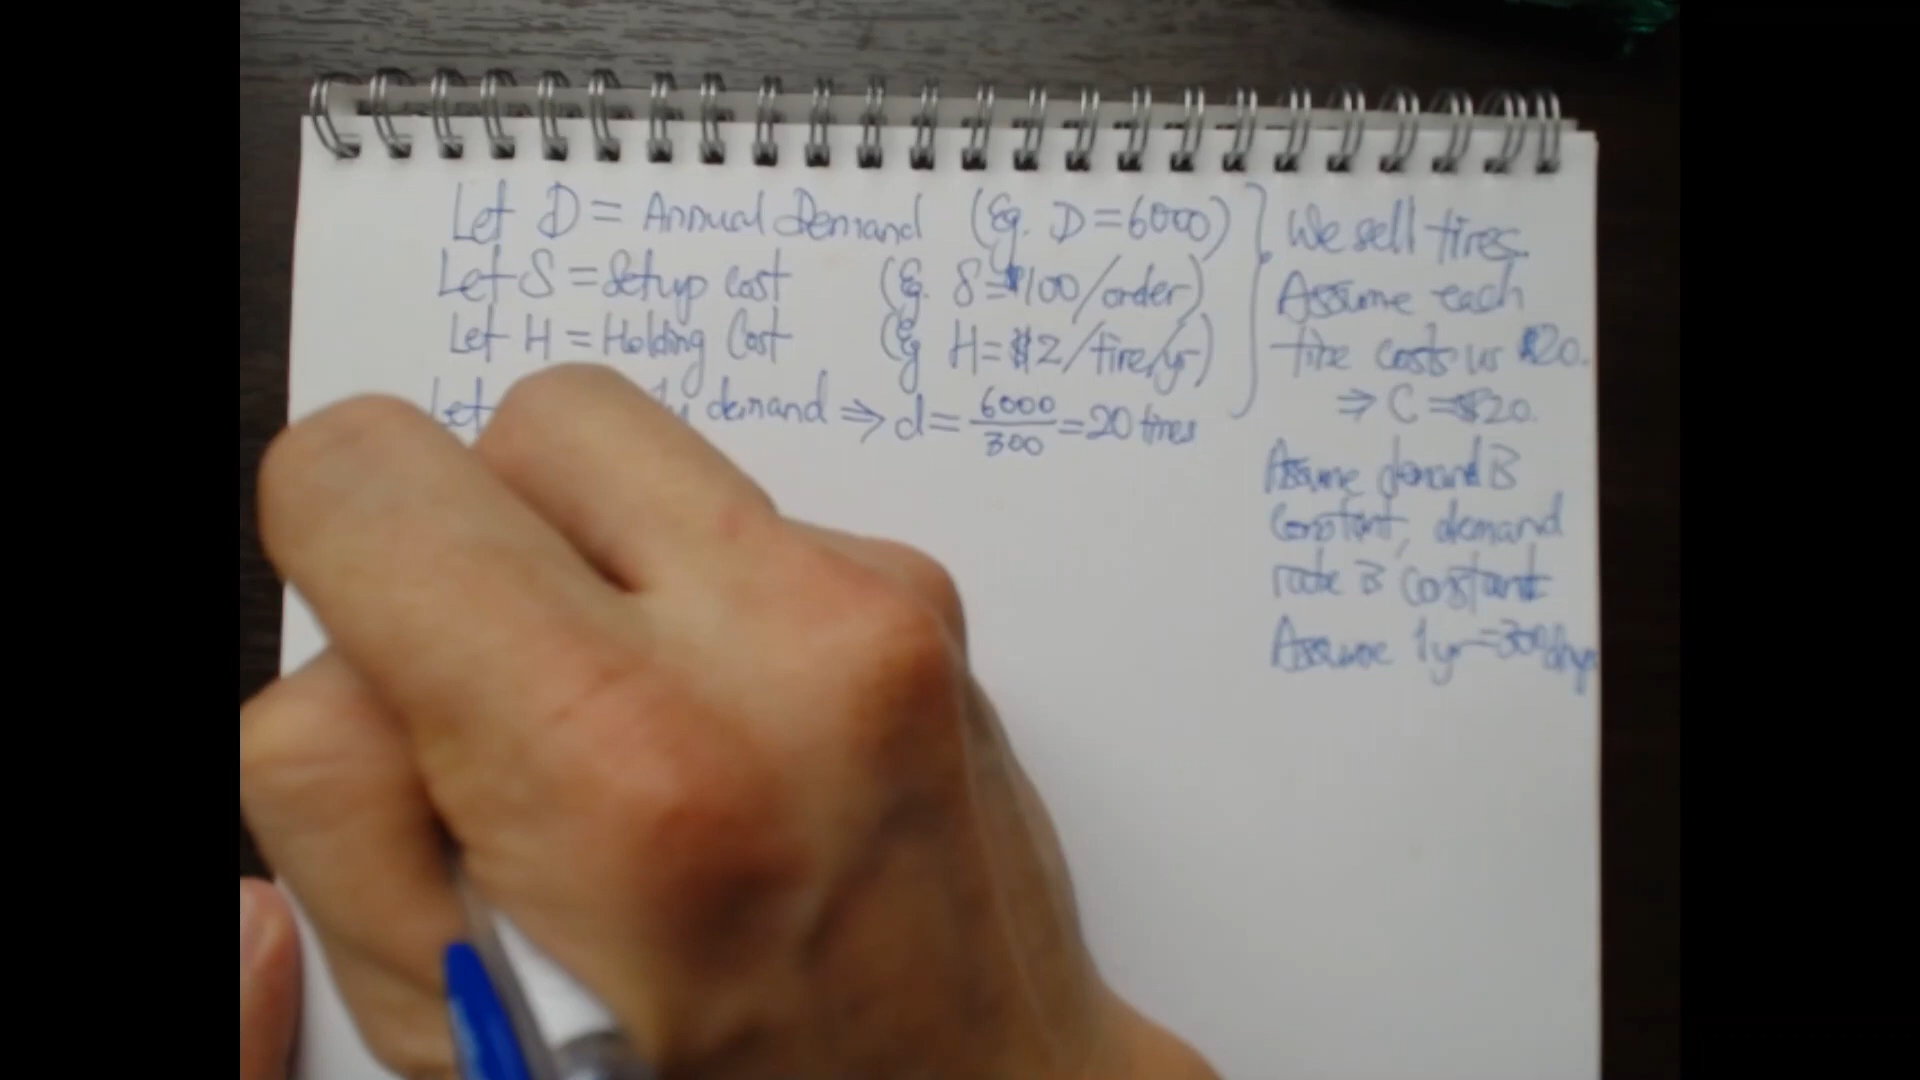 Let D = Annual Demand (Eg. D=6000)
Let S = Setup Cost (Eg. S=$100/order)
Let H = Holding Cost (Eg H=$2/tire/yr)
Let demand ⇒ d = 6000/300 = 20 tires
We sell tires.
Assume each
tire costs us $20.
⇒ C = $20.
Assume demand is
constant, demand
rate is constant
Assume 1yr=300days